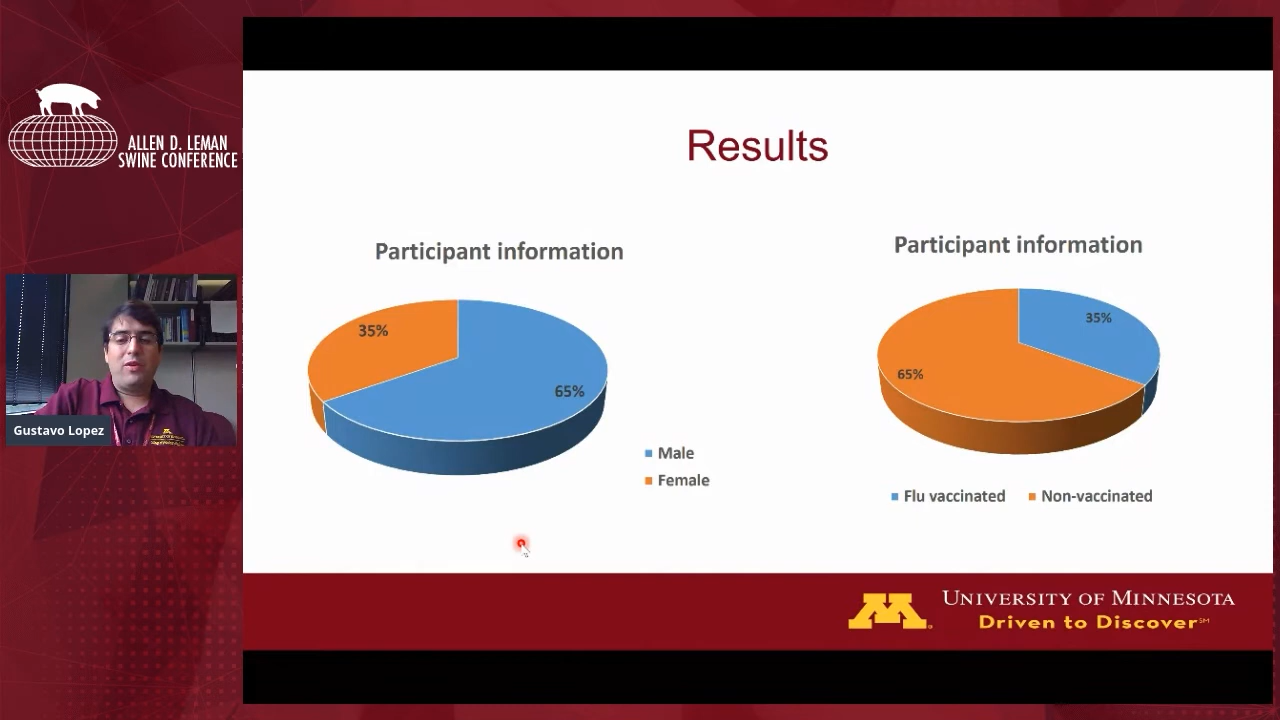 ALLEN D. LEMAN
SWINE CONFERENCE
Gustavo Lopez
Results
Participant information
35%
65%
Male
Female
Participant information
35%
65%
Flu vaccinated
Non-vaccinated
UNIVERSITY OF MINNESOTA
Driven to Discover℠